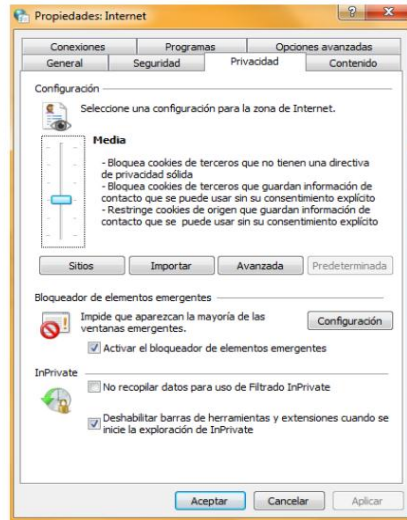 Propiedades: Internet
Conexiones Programas Opciones avanzadas
General Seguridad Privacidad Contenido
Configuración
Seleccione una configuración para la zona de Internet.
Media
- Bloquea cookies de terceros que no tienen una directiva
de privacidad sólida
- Bloquea cookies de terceros que guardan información de
contacto que se puede usar sin su consentimiento explícito
- Restringe cookies de origen que guardan información de
contacto que se puede usar sin su consentimiento explícito
Sitios Importar Avanzada Predeterminada
Bloqueador de elementos emergentes
Impide que aparezcan la mayoría de las
ventanas emergentes.
Configuración
Activar el bloqueador de elementos emergentes
InPrivate
No recopilar datos para uso de Filtrado InPrivate
Deshabilitar barras de herramientas y extensiones cuando se
inicie la exploración de InPrivate
Aceptar Cancelar Aplicar